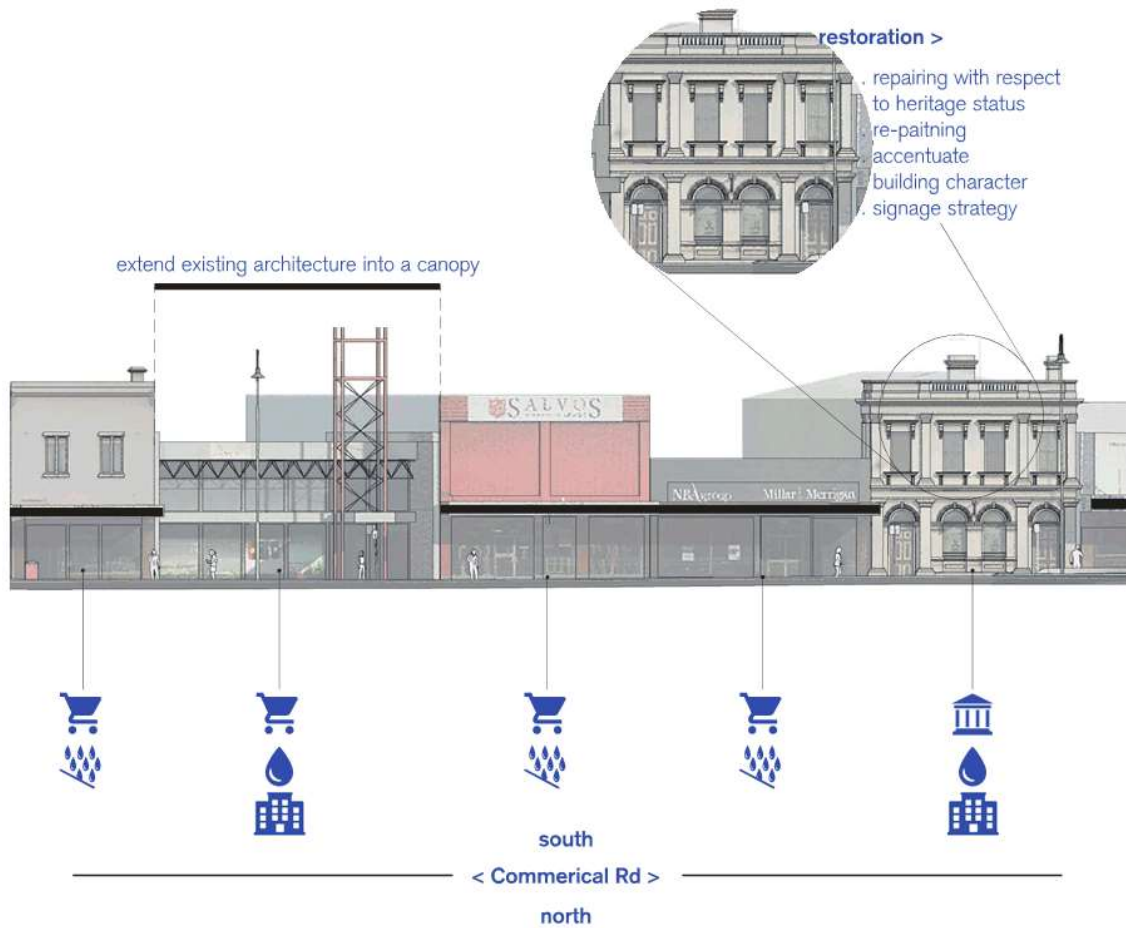 restoration >
. repairing with respect
to heritage status
. re-paitning
. accentuate
building character
. signage strategy
extend existing architecture into a canopy
SALVOS
NBAgroup
Millar Merrigan
south
< Commerical Rd >
north